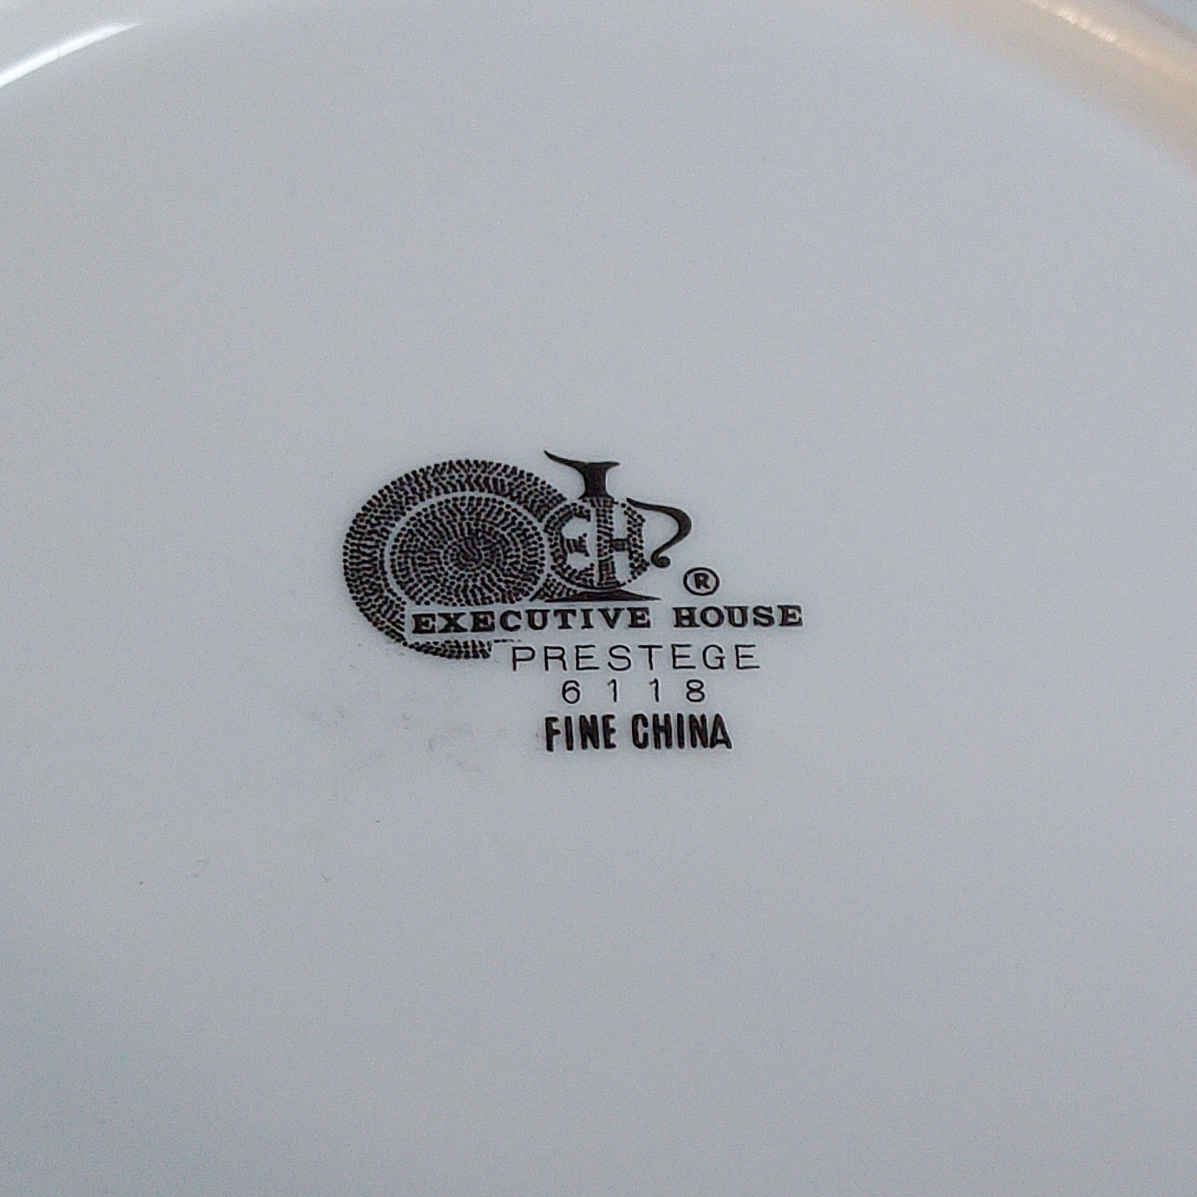 EH
®
EXECUTIVE HOUSE
PRESTEGE
6118
FINE CHINA